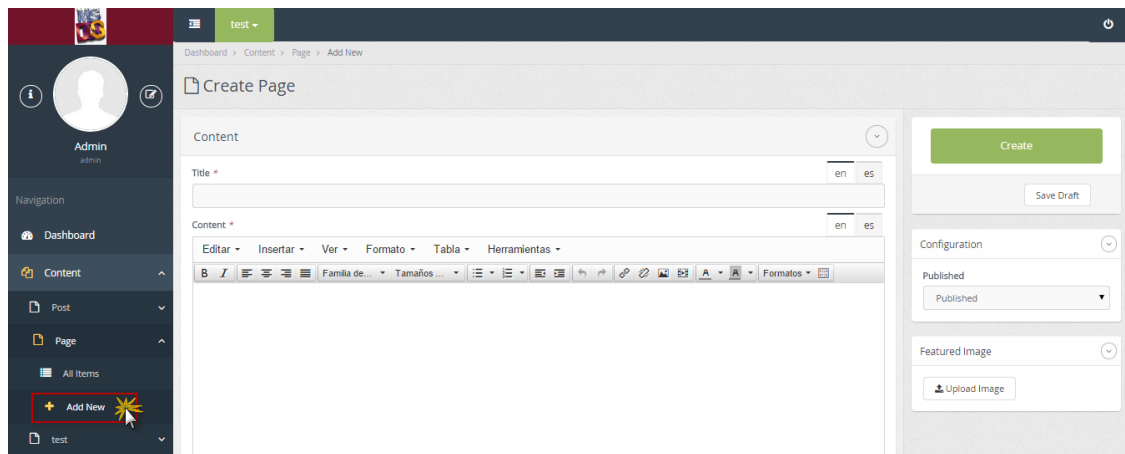 test
Dashboard > Content > Page > Add New
Create Page
Admin
admin
Navigation
Dashboard
Content
Post
Page
All Items
Add New
test
Content
Title *
en es
Content *
en es
Editar Insertar Ver Formato Tabla Herramientas
B I Familia de... Tamaños ... A A Formatos
Create
Save Draft
Configuration
Published
Published
Featured Image
Upload Image